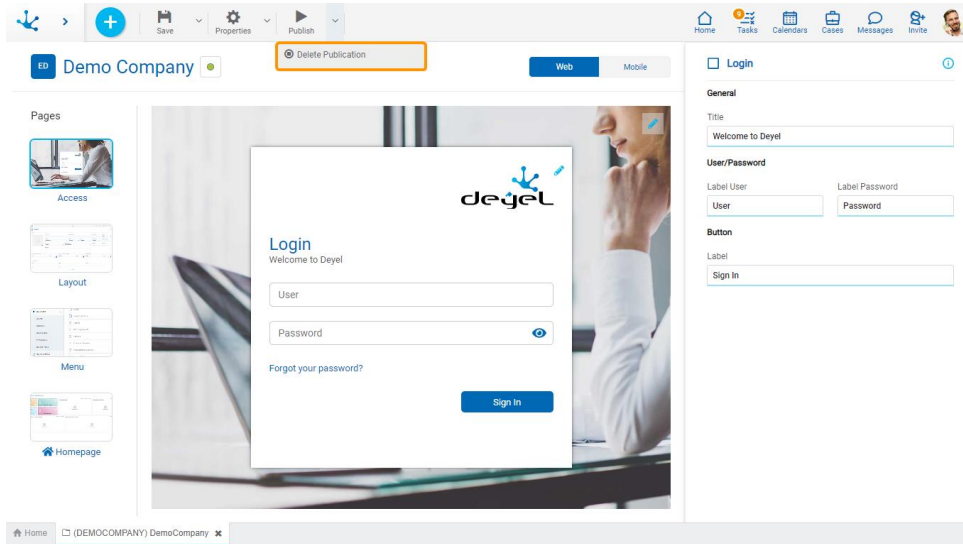 Save
Properties
Publish
Home
9
Tasks
Calendars
Cases
Messages
Invite
Delete Publication
ED
Demo Company
Web
Mobile
Login
General
Title
Welcome to Deyel
User/Password
Label User
Label Password
User
Password
Button
Label
Sign In
Pages
Access
Layout
Menu
Homepage
deyel
Login
Welcome to Deyel
User
Password
Forgot your password?
Sign In
Home
(DEMOCOMPANY) DemoCompany